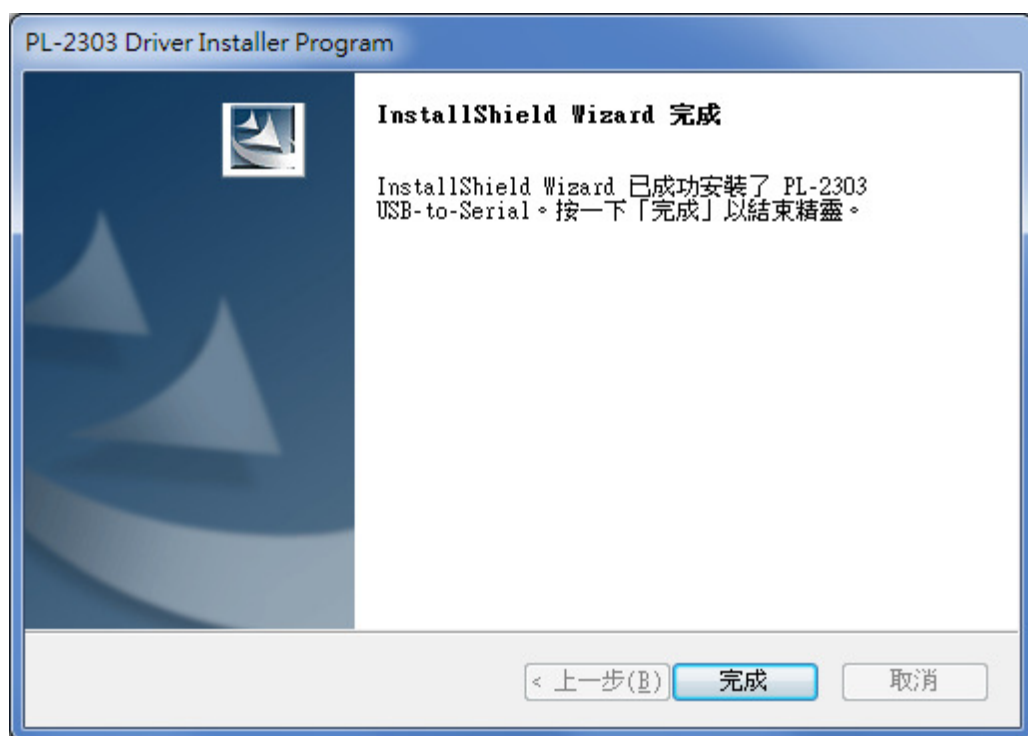 PL-2303 Driver Installer Program
InstallShield Wizard 完成
InstallShield Wizard 已成功安裝了 PL-2303
USB-to-Serial。按一下「完成」以結束精靈。
< 上一步(B)
完成
取消